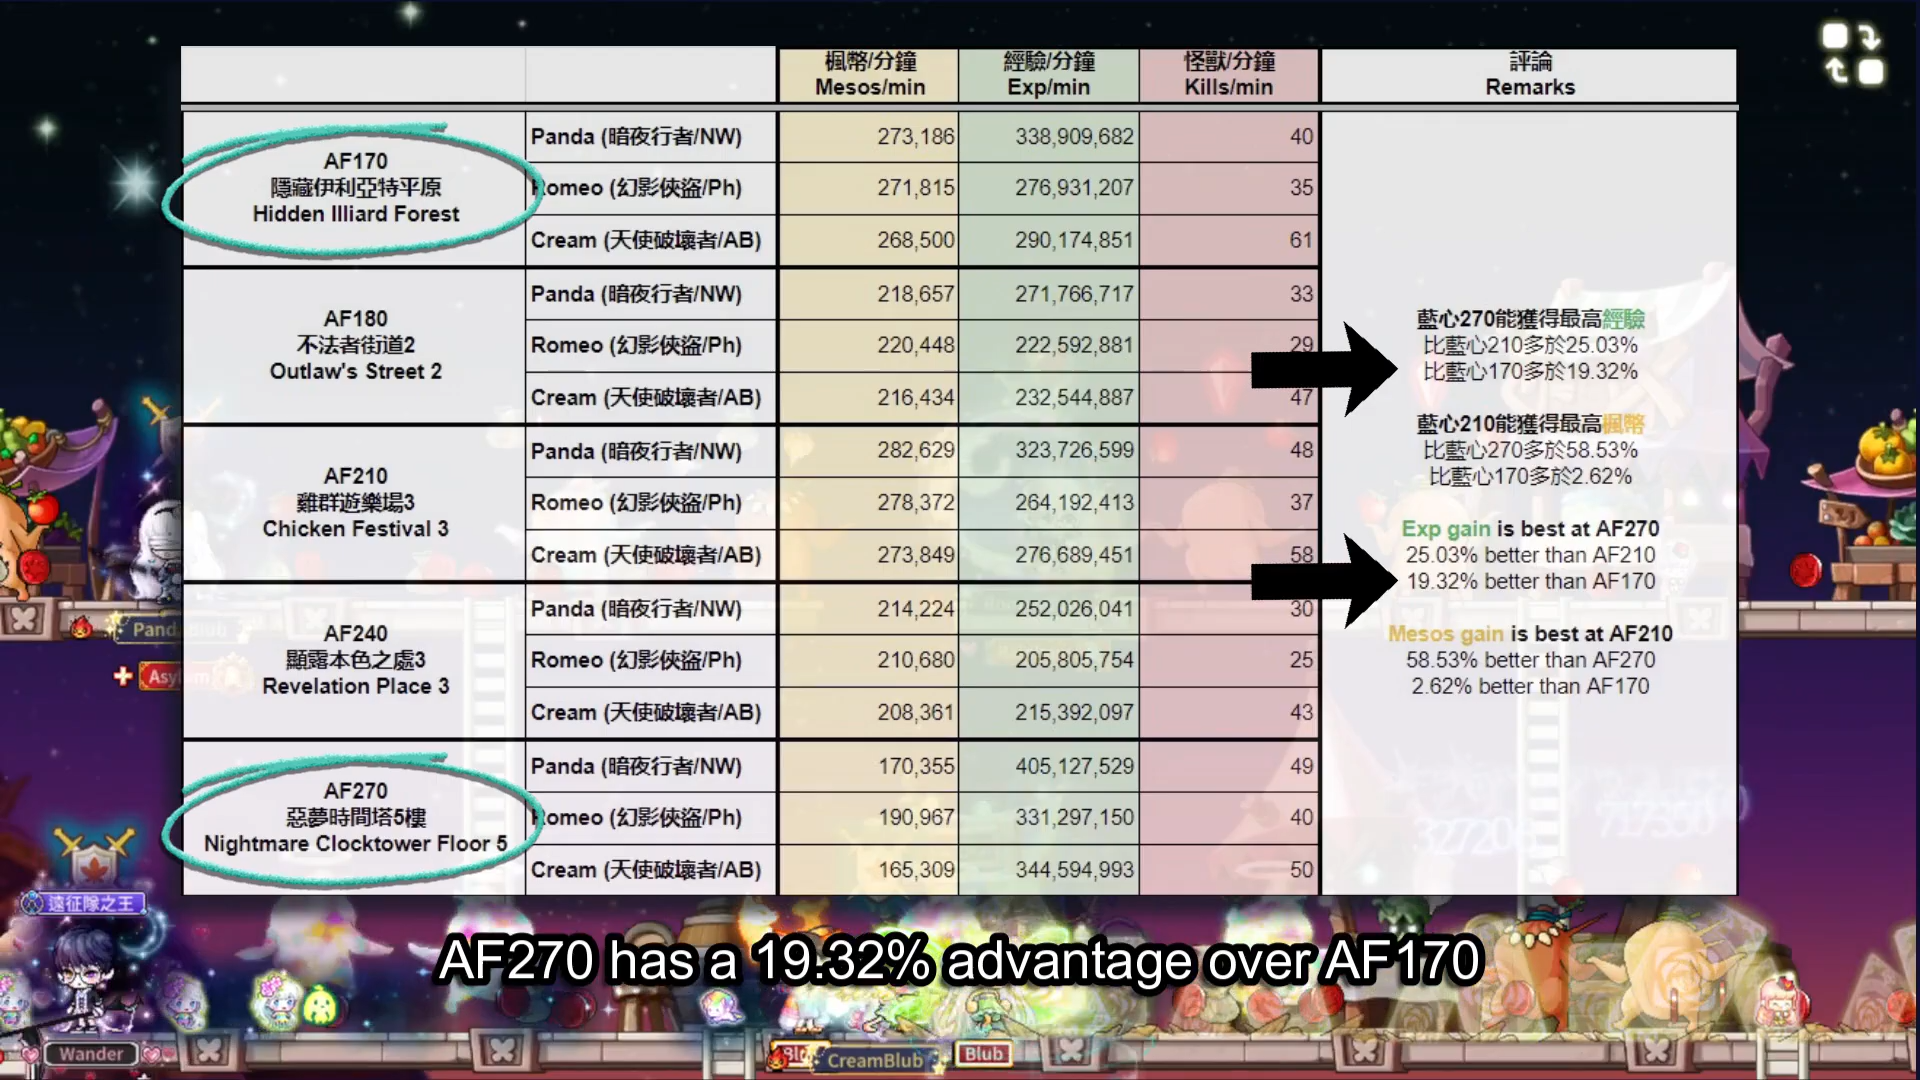 楓幣/分鐘
Mesos/min
經驗/分鐘
Exp/min
怪獸/分鐘
Kills/min
評論
Remarks
AF170
隱藏伊利亞特平原
Hidden Illiard Forest
Panda (暗夜行者/NW) 273,186 338,909,682 40
Romeo (幻影俠盜/Ph) 271,815 276,931,207 35
Cream (天使破壞者/AB) 268,500 290,174,851 61
AF180
不法者街道2
Outlaw's Street 2
Panda (暗夜行者/NW) 218,657 271,766,717 33
Romeo (幻影俠盜/Ph) 220,448 222,592,881 29
Cream (天使破壞者/AB) 216,434 232,544,887 47
AF210
雞群遊樂場3
Chicken Festival 3
Panda (暗夜行者/NW) 282,629 323,726,599 48
Romeo (幻影俠盜/Ph) 278,372 264,192,413 37
Cream (天使破壞者/AB) 273,849 276,689,451 58
AF240
顯露本色之處3
Revelation Place 3
Panda (暗夜行者/NW) 214,224 252,026,041 30
Romeo (幻影俠盜/Ph) 210,680 205,805,754 25
Cream (天使破壞者/AB) 208,361 215,392,097 43
AF270
惡夢時間塔5樓
Nightmare Clocktower Floor 5
Panda (暗夜行者/NW) 170,355 405,127,529 49
Romeo (幻影俠盜/Ph) 190,967 331,297,150 40
Cream (天使破壞者/AB) 165,309 344,594,993 50
藍心270能獲得最高經驗
比藍心210多於25.03%
比藍心170多於19.32%
藍心210能獲得最高楓幣
比藍心270多於58.53%
比藍心170多於2.62%
Exp gain is best at AF270
25.03% better than AF210
19.32% better than AF170
Mesos gain is best at AF210
58.53% better than AF270
2.62% better than AF170
遠征隊之王
AF270 has a 19.32% advantage over AF170
Wander
CreamBlub
Blub